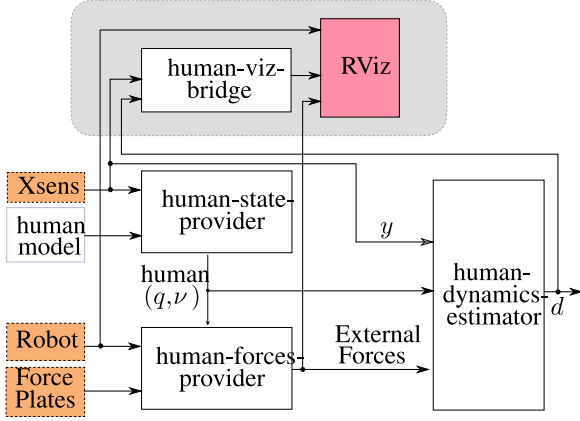 human-viz-
bridge
RViz
Xsens
human
model
human-state-
provider
y
human
(q,ν)
human-
dynamics-
estimator
d
Robot
Force
Plates
human-forces-
provider
External
Forces